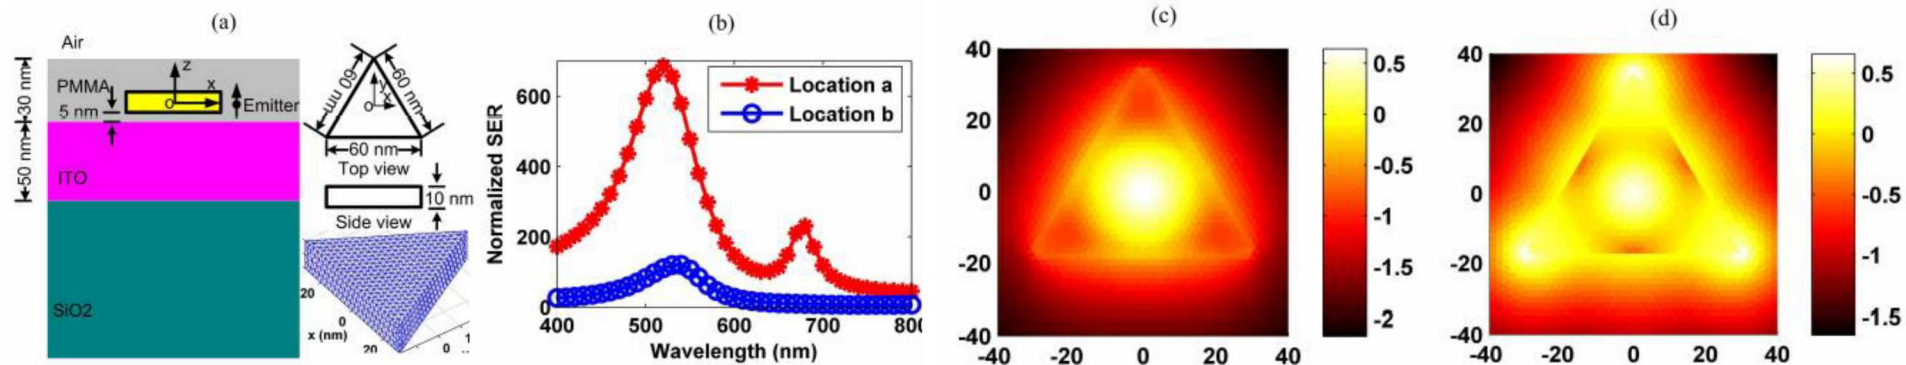 (a)
Air
PMMA
5 nm
30 nm
50 nm
z
x
o
Emitter
ITO
SiO2
60 nm
60 nm
y
x
o
60 nm
Top view
10 nm
Side view
20
0
x (nm)
20
0
(b)
Normalized SER
600
400
200
0
400
500
600
700
800
Wavelength (nm)
Location a
Location b
(c)
40
20
0
-20
-40
-40
-20
0
20
40
0.5
0
-0.5
-1
-1.5
-2
(d)
40
20
0
-20
-40
-40
-20
0
20
40
0.5
0
-0.5
-1
-1.5